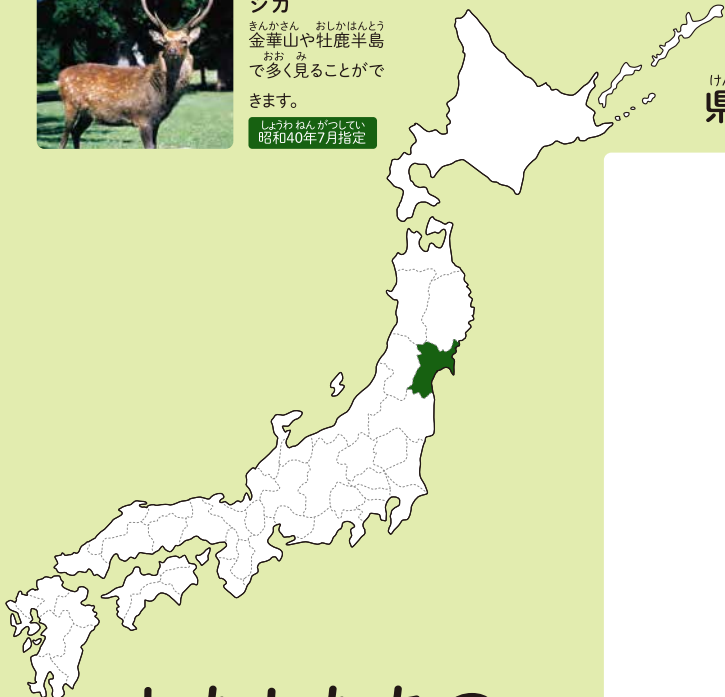 シカ
きんかさん おしかはんとう
金華山や牡鹿半島
おお み
で多く見ることがで
きます。
しょうわ ねん がつしてい
昭和40年7月指定